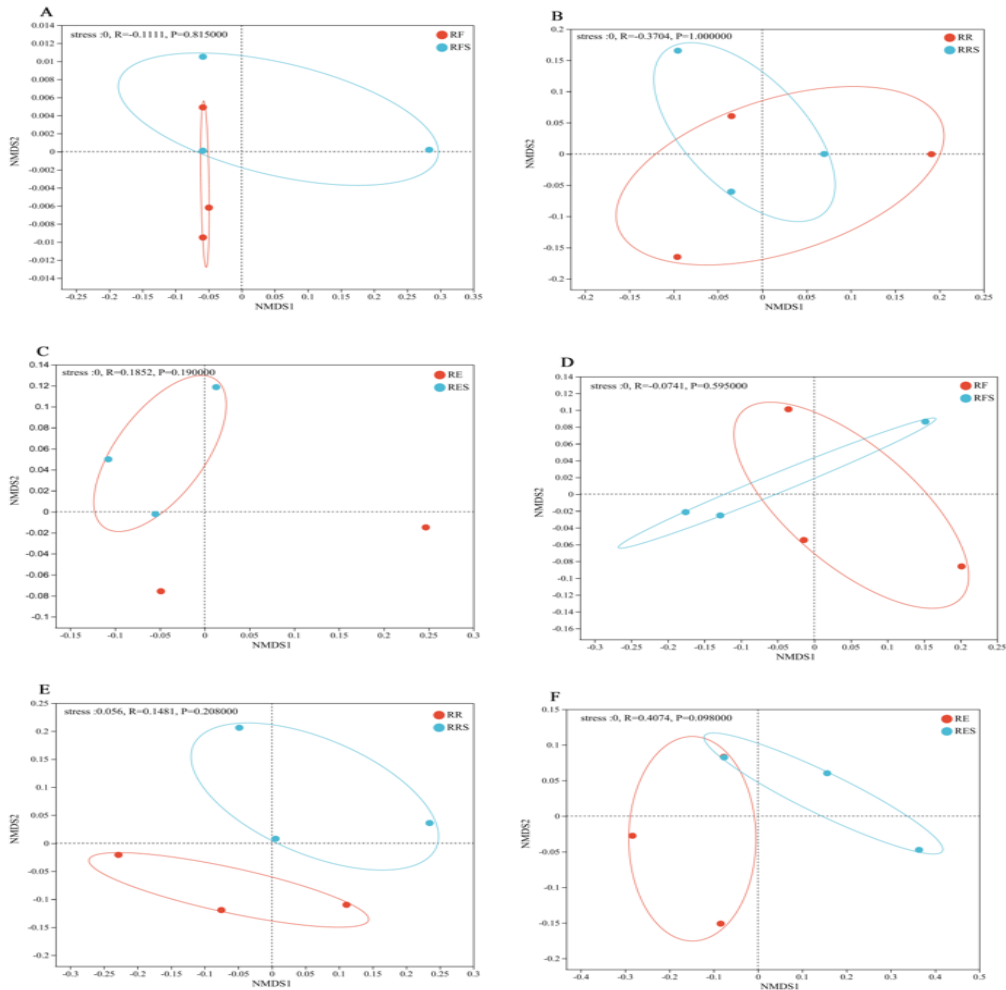 A
stress :0, R=-0.1111, P=0.815000
RF
RFS
0.014
0.012
0.01
0.008
0.006
0.004
0.002
0
-0.002
-0.004
-0.006
-0.008
-0.01
-0.012
-0.014
NMDS2
-0.25 -0.2 -0.15 -0.1 -0.05 0 0.05 0.1 0.15 0.2 0.25 0.3 0.35
NMDS1
B
stress :0, R=-0.3704, P=1.000000
RR
RRS
0.2
0.15
0.1
0.05
0
-0.05
-0.1
-0.15
-0.2
NMDS2
-0.2 -0.15 -0.1 -0.05 0 0.05 0.1 0.15 0.2 0.25
NMDS1
C
stress :0, R=0.1852, P=0.190000
RE
RES
0.14
0.12
0.1
0.08
0.06
0.04
0.02
0
-0.02
-0.04
-0.06
-0.08
-0.1
NMDS2
-0.15 -0.1 -0.05 0 0.05 0.1 0.15 0.2 0.25 0.3
NMDS1
D
stress :0, R=-0.0741, P=0.595000
RF
RFS
0.14
0.12
0.1
0.08
0.06
0.04
0.02
0
-0.02
-0.04
-0.06
-0.08
-0.1
-0.12
-0.14
-0.16
NMDS2
-0.3 -0.25 -0.2 -0.15 -0.1 -0.05 0 0.05 0.1 0.15 0.2 0.25
NMDS1
E
stress :0.056, R=0.1481, P=0.208000
RR
RRS
0.25
0.2
0.15
0.1
0.05
0
-0.05
-0.1
-0.15
-0.2
NMDS2
-0.3 -0.25 -0.2 -0.15 -0.1 -0.05 0 0.05 0.1 0.15 0.2 0.25 0.3
NMDS1
F
stress :0, R=0.4074, P=0.098000
RE
RES
0.15
0.1
0.05
0
-0.05
-0.1
-0.15
-0.2
NMDS2
-0.4 -0.3 -0.2 -0.1 0 0.1 0.2 0.3 0.4 0.5
NMDS1